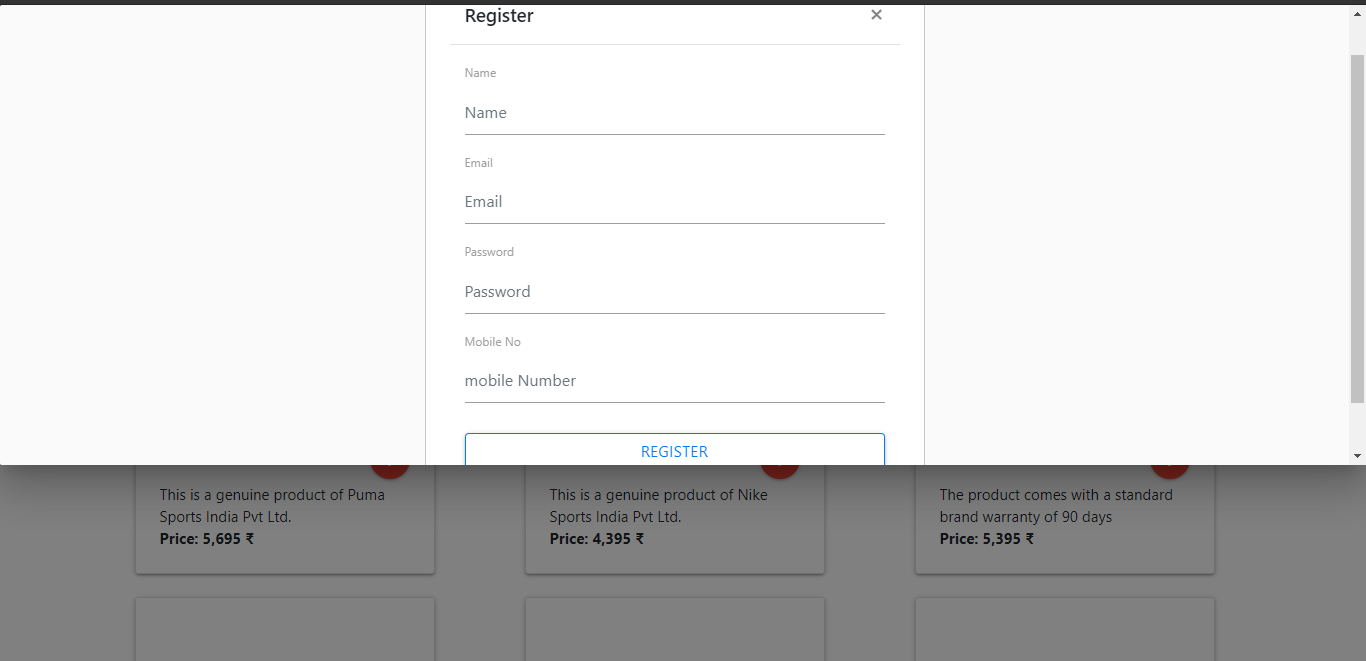 Register ×
Name
Name
Email
Email
Password
Password
Mobile No
mobile Number
REGISTER
This is a genuine product of Puma
Sports India Pvt Ltd.
Price: 5,695 ₹
This is a genuine product of Nike
Sports India Pvt Ltd.
Price: 4,395 ₹
The product comes with a standard
brand warranty of 90 days
Price: 5,395 ₹